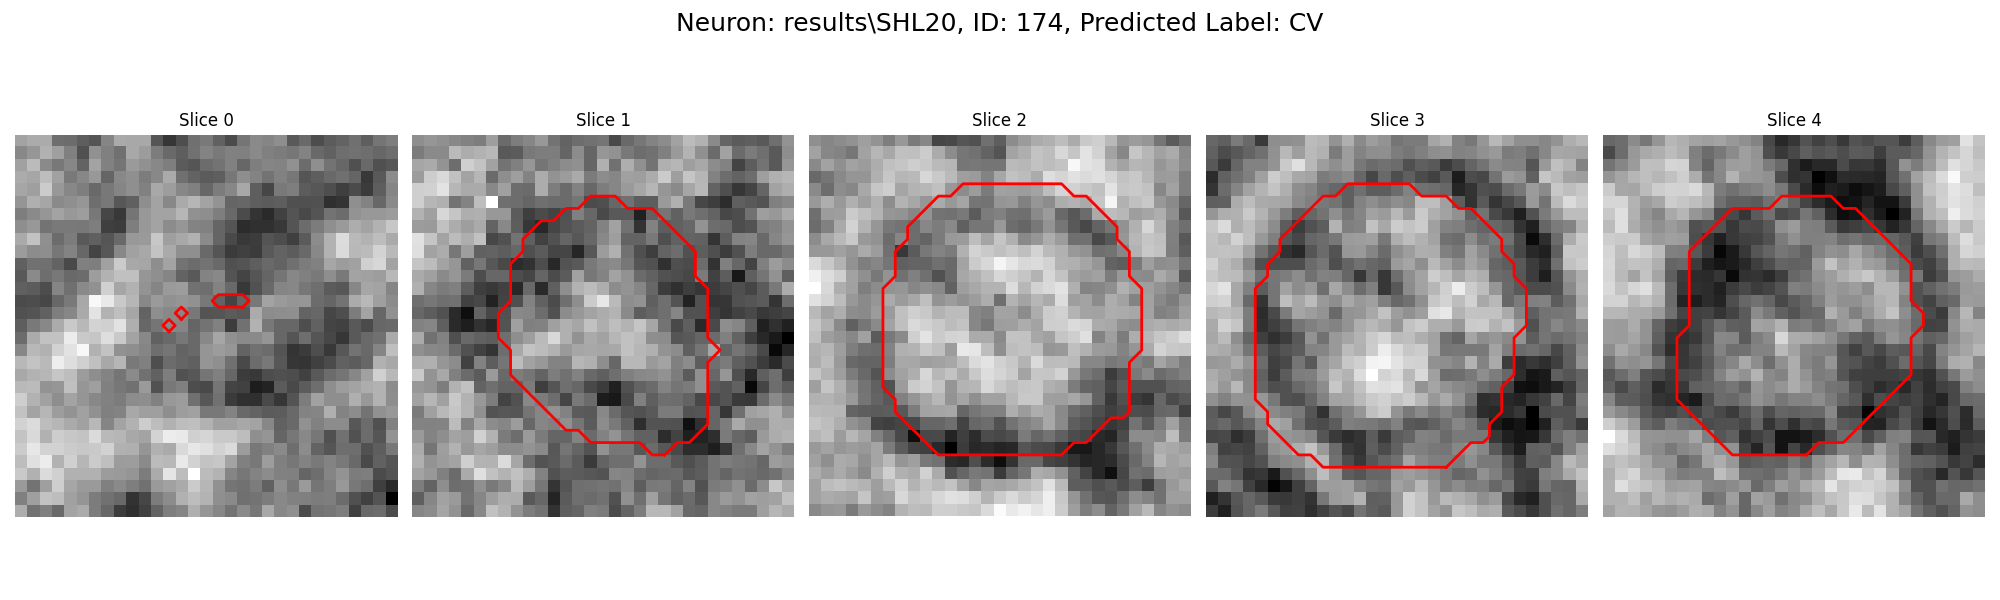 Neuron: results\SHL20, ID: 174, Predicted Label: CV
Slice 0
Slice 1
Slice 2
Slice 3
Slice 4